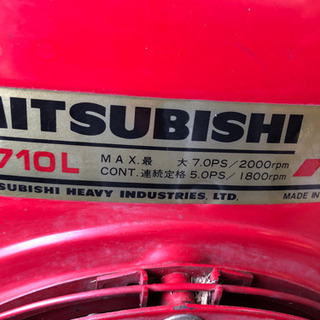 MITSUBISHI
710L
MAX.最 大 7.0PS/2000rpm
CONT.連続定格 5.0PS/1800rpm
SUBISHI HEAVY INDUSTRIES, LTD.
MADE IN